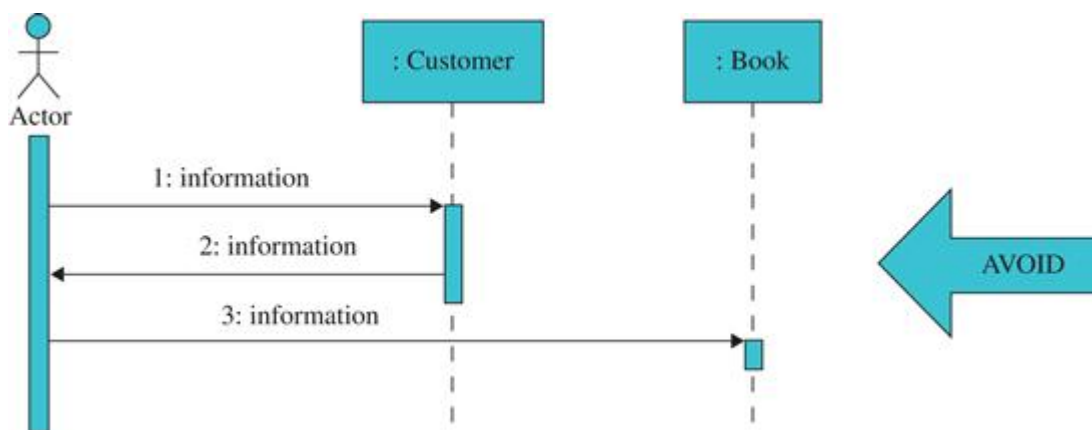 : Customer
: Book
Actor
1: information
2: information
AVOID
3: information